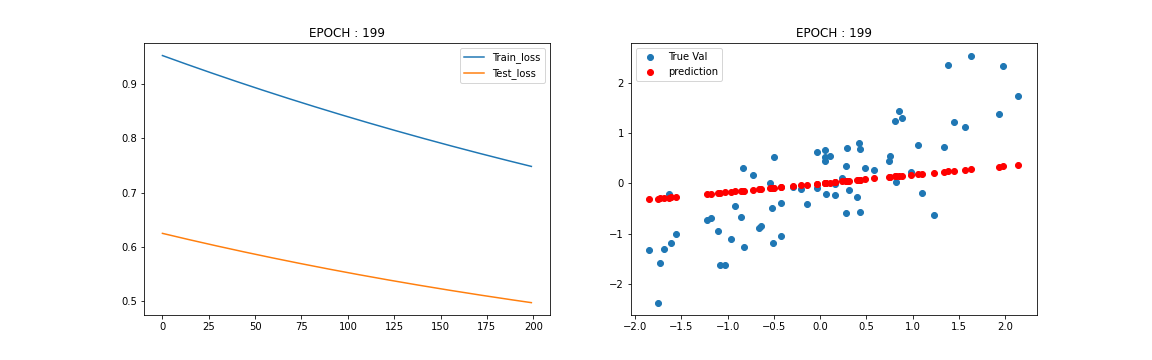 EPOCH : 199
Train_loss
Test_loss
0.9
0.8
0.7
0.6
0.5
0 25 50 75 100 125 150 175 200
EPOCH : 199
True Val
prediction
2
1
0
−1
−2
−2.0 −1.5 −1.0 −0.5 0.0 0.5 1.0 1.5 2.0